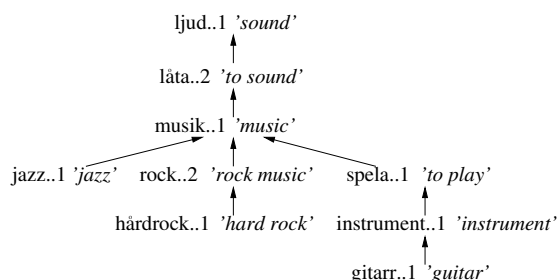 ljud..1 'sound'
låta..2 'to sound'
musik..1 'music'
jazz..1 'jazz' rock..2 'rock music' spela..1 'to play'
hårdrock..1 'hard rock' instrument..1 'instrument'
gitarr..1 'guitar'